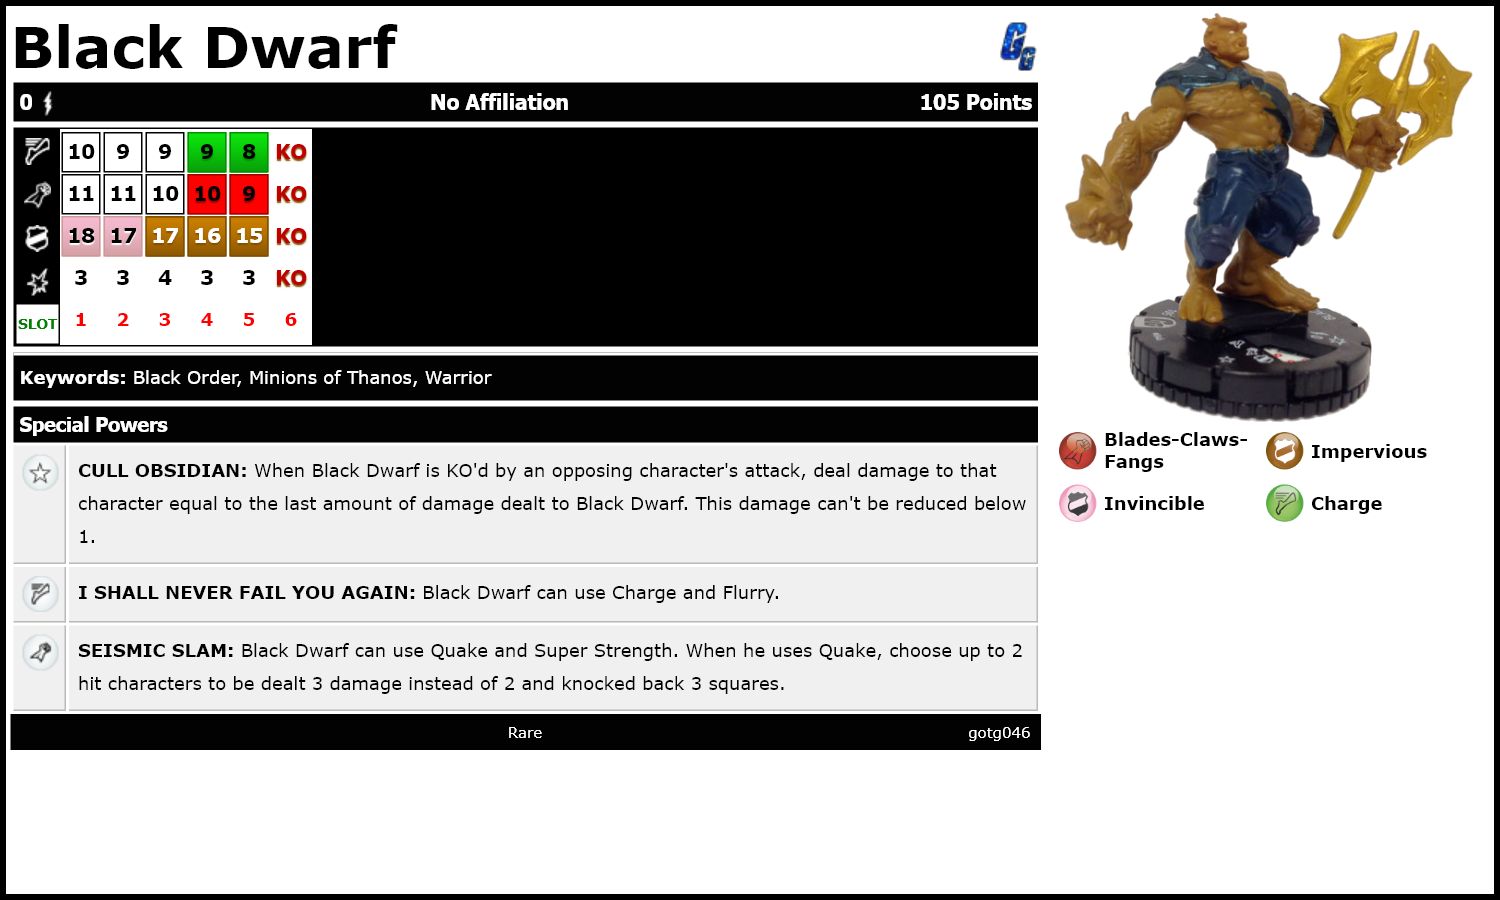 Black Dwarf
GG
0 No Affiliation 105 Points
10 9 9 9 8 KO
11 11 10 10 9 KO
18 17 17 16 15 KO
3 3 4 3 3 KO
SLOT 1 2 3 4 5 6
Keywords: Black Order, Minions of Thanos, Warrior
Special Powers
CULL OBSIDIAN: When Black Dwarf is KO'd by an opposing character's attack, deal damage to that
character equal to the last amount of damage dealt to Black Dwarf. This damage can't be reduced below
1.
I SHALL NEVER FAIL YOU AGAIN: Black Dwarf can use Charge and Flurry.
SEISMIC SLAM: Black Dwarf can use Quake and Super Strength. When he uses Quake, choose up to 2
hit characters to be dealt 3 damage instead of 2 and knocked back 3 squares.
Rare gotg046
Blades-Claws-
Fangs
Impervious
Invincible
Charge